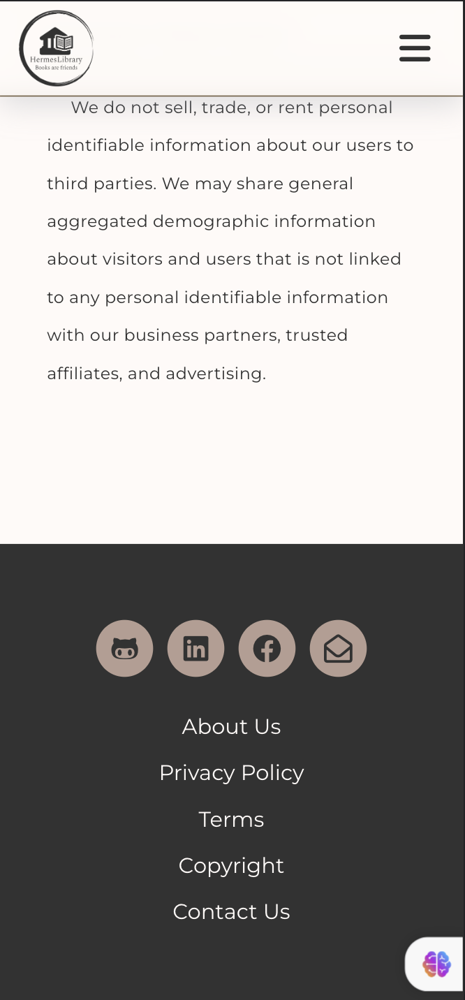 HermesLibrary
Books are friends
We do not sell, trade, or rent personal
identifiable information about our users to
third parties. We may share general
aggregated demographic information
about visitors and users that is not linked
to any personal identifiable information
with our business partners, trusted
affiliates, and advertising.
in
About Us
Privacy Policy
Terms
Copyright
Contact Us